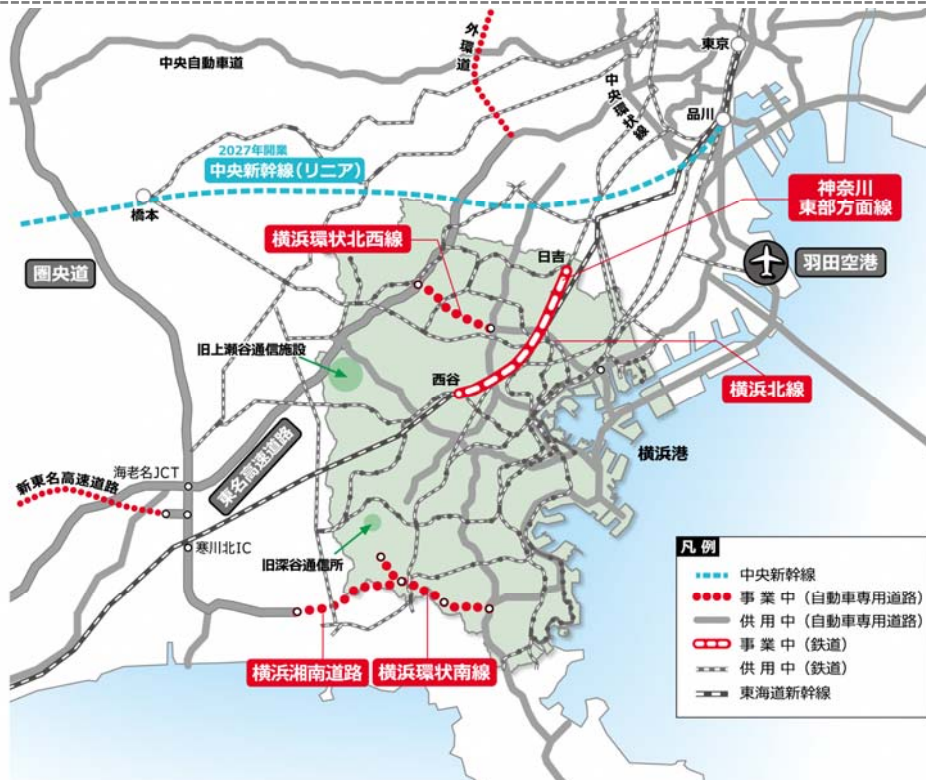 外環道
東京
中央自動車道
中央環状線
品川
2027年開業
中央新幹線(リニア)
橋本
神奈川
東部方面線
横浜環状北西線
日吉
圏央道
羽田空港
旧上瀬谷通信施設
西谷
横浜北線
横浜港
海老名JCT
東名高速道路
新東名高速道路
寒川北IC
旧深谷通信所
横浜湘南道路
横浜環状南線
凡例
中央新幹線
事業中(自動車専用道路)
供用中(自動車専用道路)
事業中(鉄道)
供用中(鉄道)
東海道新幹線